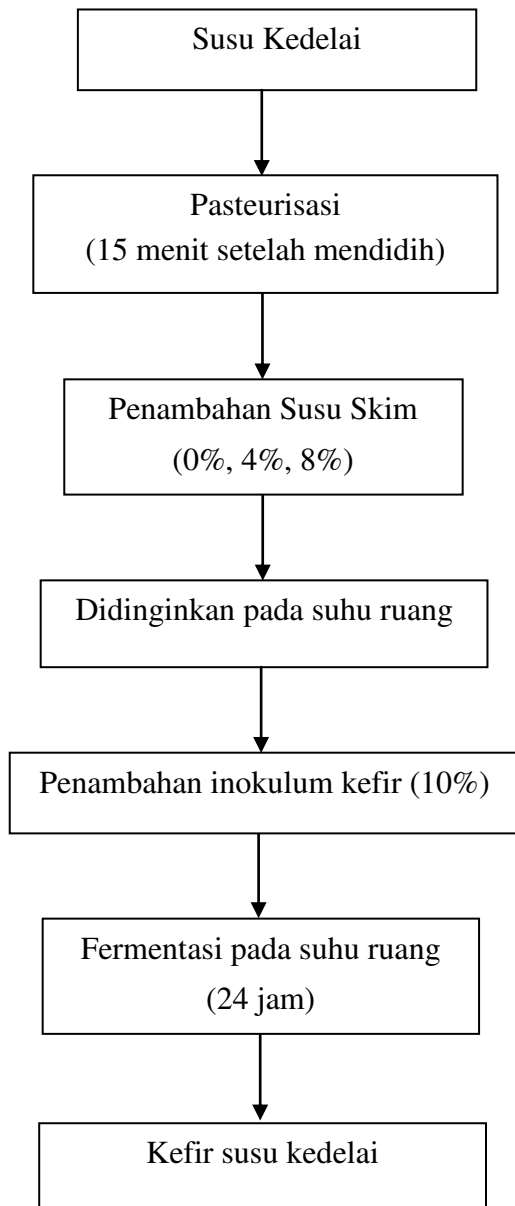 Susu Kedelai
Pasteurisasi
(15 menit setelah mendidih)
Penambahan Susu Skim
(0%, 4%, 8%)
Didinginkan pada suhu ruang
Penambahan inokulum kefir (10%)
Fermentasi pada suhu ruang
(24 jam)
Kefir susu kedelai